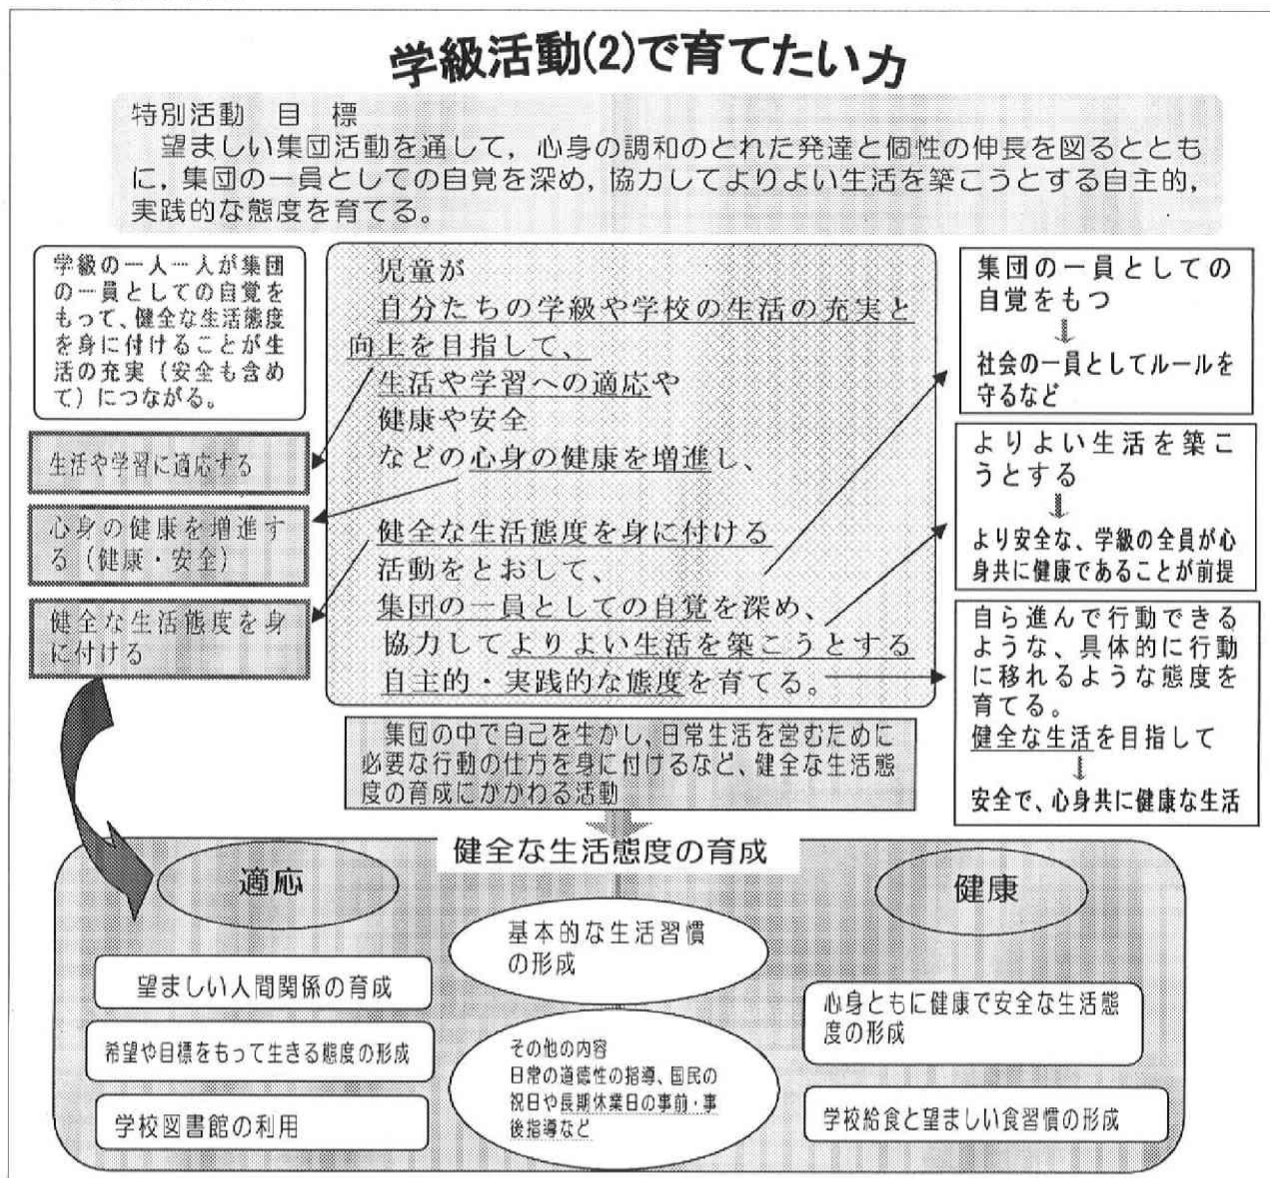 学級活動(2)で育てたい力
特別活動　目　標
望ましい集団活動を通して，心身の調和のとれた発達と個性の伸長を図るととも
に，集団の一員としての自覚を深め，協力してよりよい生活を築こうとする自主的，
実践的な態度を育てる。
学級の一人一人が集団
の一員としての自覚を
もって、健全な生活態度
を身に付けることが生
活の充実（安全も含め
て）につながる。
生活や学習に適応する
心身の健康を増進す
る（健康・安全）
健全な生活態度を身
に付ける
児童が
自分たちの学級や学校の生活の充実と
向上を目指して、
生活や学習への適応や
健康や安全
などの心身の健康を増進し、
健全な生活態度を身に付ける
活動をとおして、
集団の一員としての自覚を深め、
協力してよりよい生活を築こうとする
自主的・実践的な態度を育てる。
集団の一員としての
自覚をもつ
社会の一員としてルールを
守るなど
よりよい生活を築こ
うとする
より安全な、学級の全員が心
身共に健康であることが前提
自ら進んで行動できる
ような、具体的に行動
に移れるような態度を
育てる。
健全な生活を目指して
安全で、心身共に健康な生活
集団の中で自己を生かし、日常生活を営むために
必要な行動の仕方を身に付けるなど、健全な生活態
度の育成にかかわる活動
健全な生活態度の育成
適応
望ましい人間関係の育成
希望や目標をもって生きる態度の形成
学校図書館の利用
基本的な生活習慣
の形成
その他の内容
日常の道徳性の指導、国民の
祝日や長期休業日の事前・事
後指導など
健康
心身ともに健康で安全な生活態
度の形成
学校給食と望ましい食習慣の形成